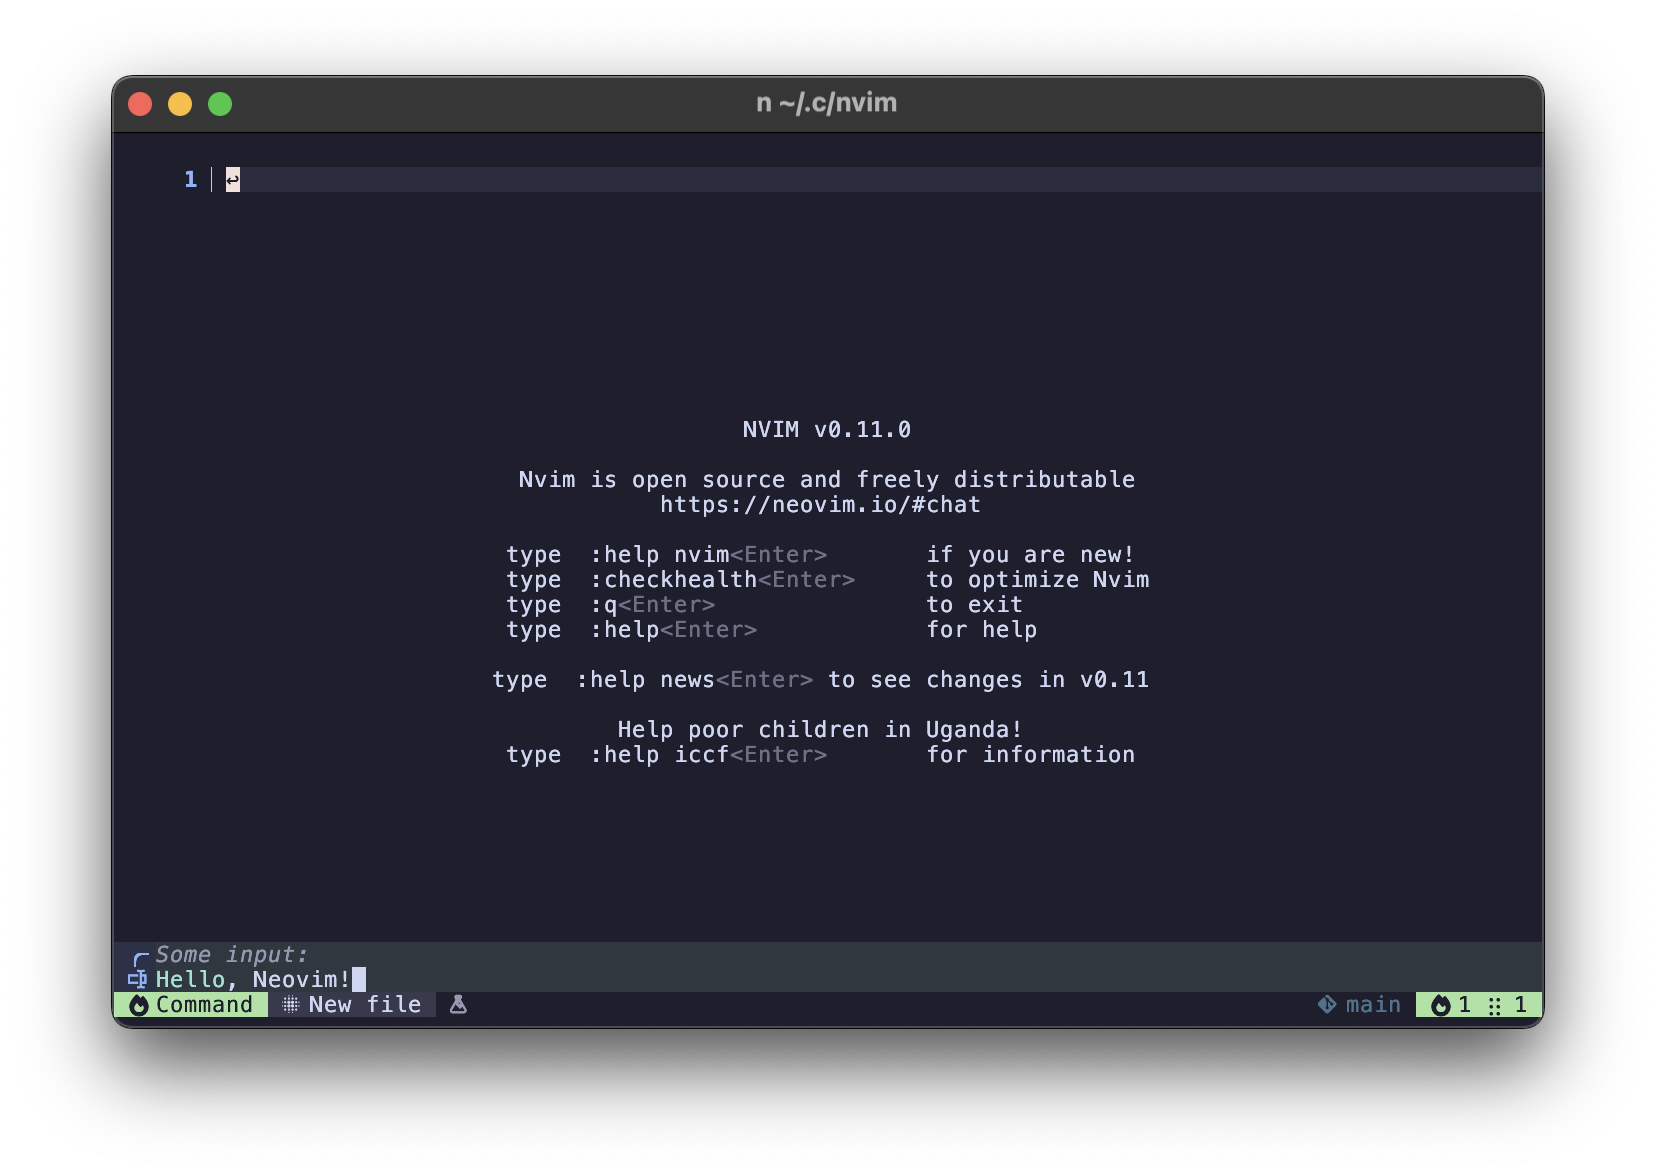 n ~/.c/nvim
1 ↩
NVIM v0.11.0
Nvim is open source and freely distributable
https://neovim.io/#chat
type  :help nvim<Enter>       if you are new!
type  :checkhealth<Enter>     to optimize Nvim
type  :q<Enter>               to exit
type  :help<Enter>            for help
type  :help news<Enter> to see changes in v0.11
Help poor children in Uganda!
type  :help iccf<Enter>       for information
Some input:
Hello, Neovim!
Command New file main 1 1